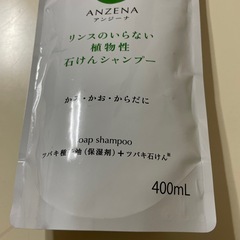 ANZENA
アンジーナ
リンスのいらない
植物性
石けんシャンプー
かみ・かお・からだに
soap shampoo
ツバキ種子油（保湿剤）＋ツバキ石けん
400mL